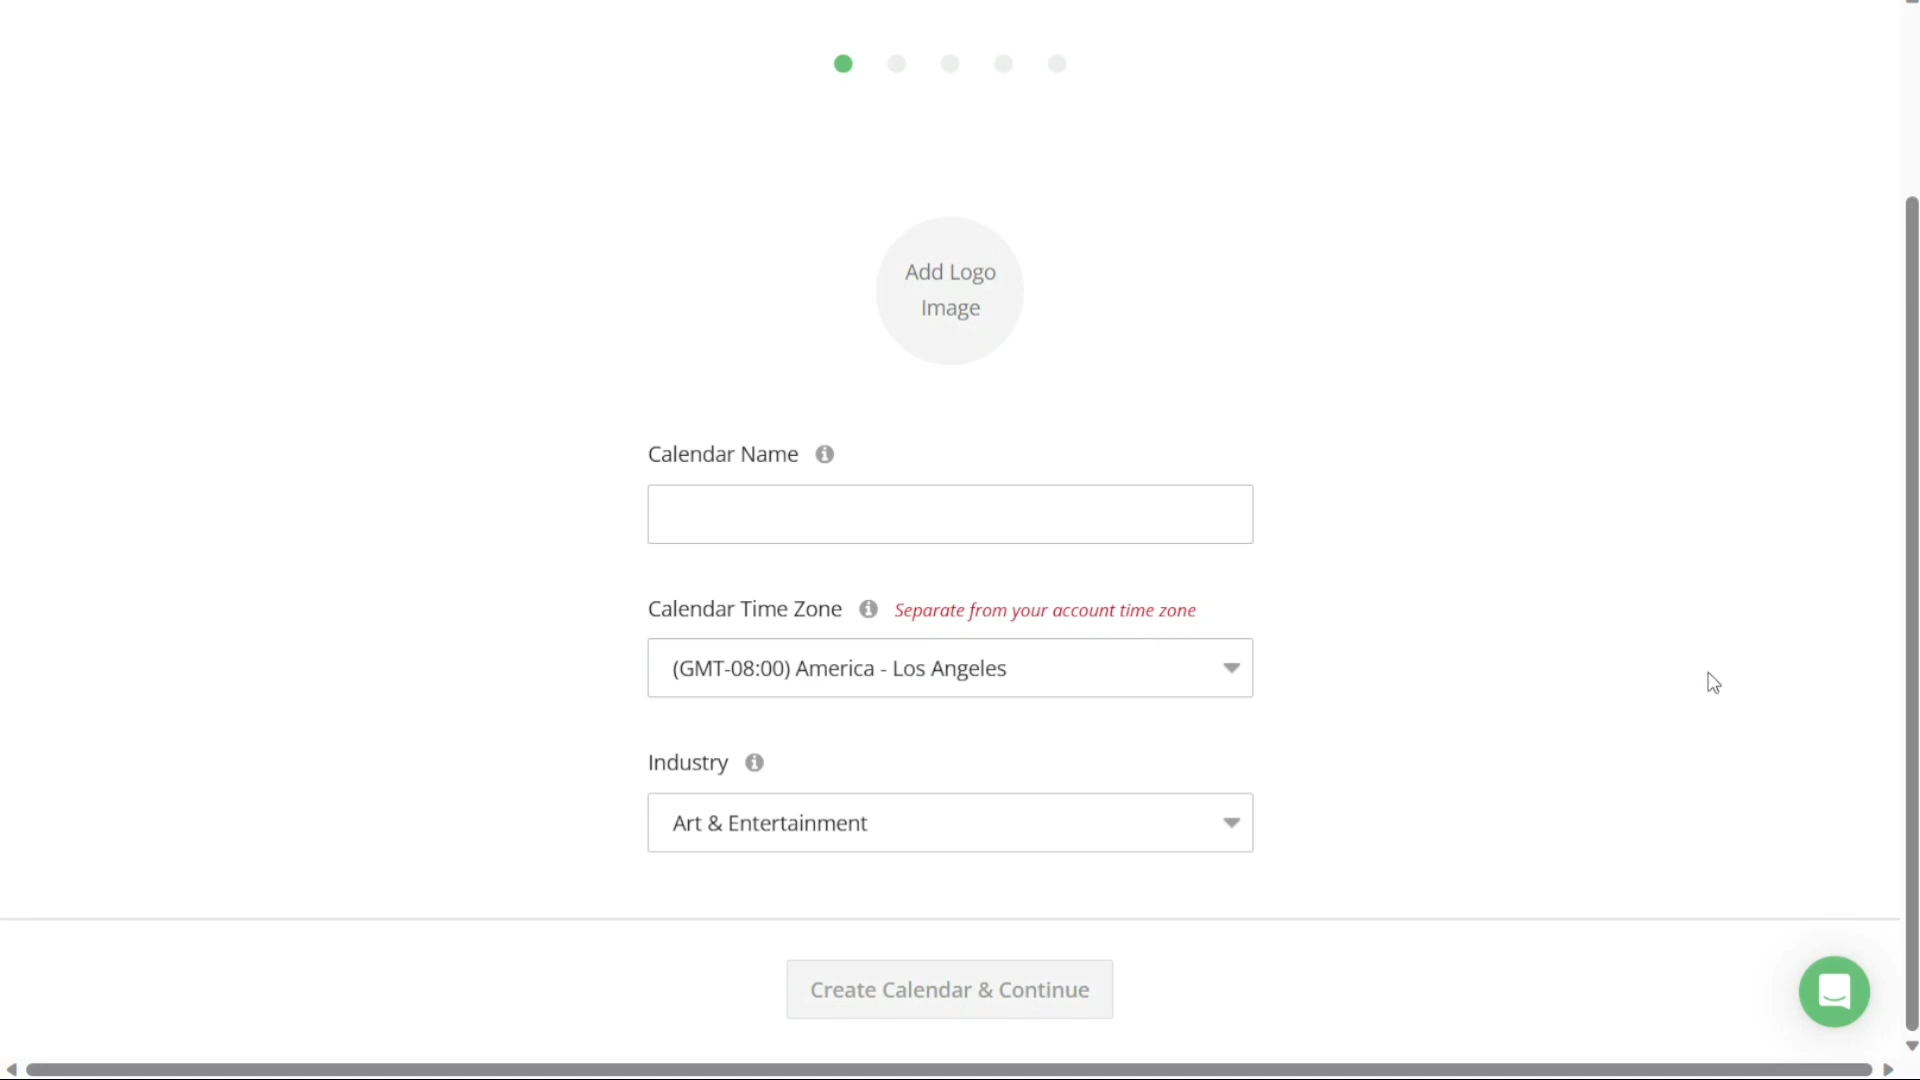 Add Logo
Image
Calendar Name
Calendar Time Zone Separate from your account time zone
(GMT-08:00) America - Los Angeles
Industry
Art & Entertainment
Create Calendar & Continue